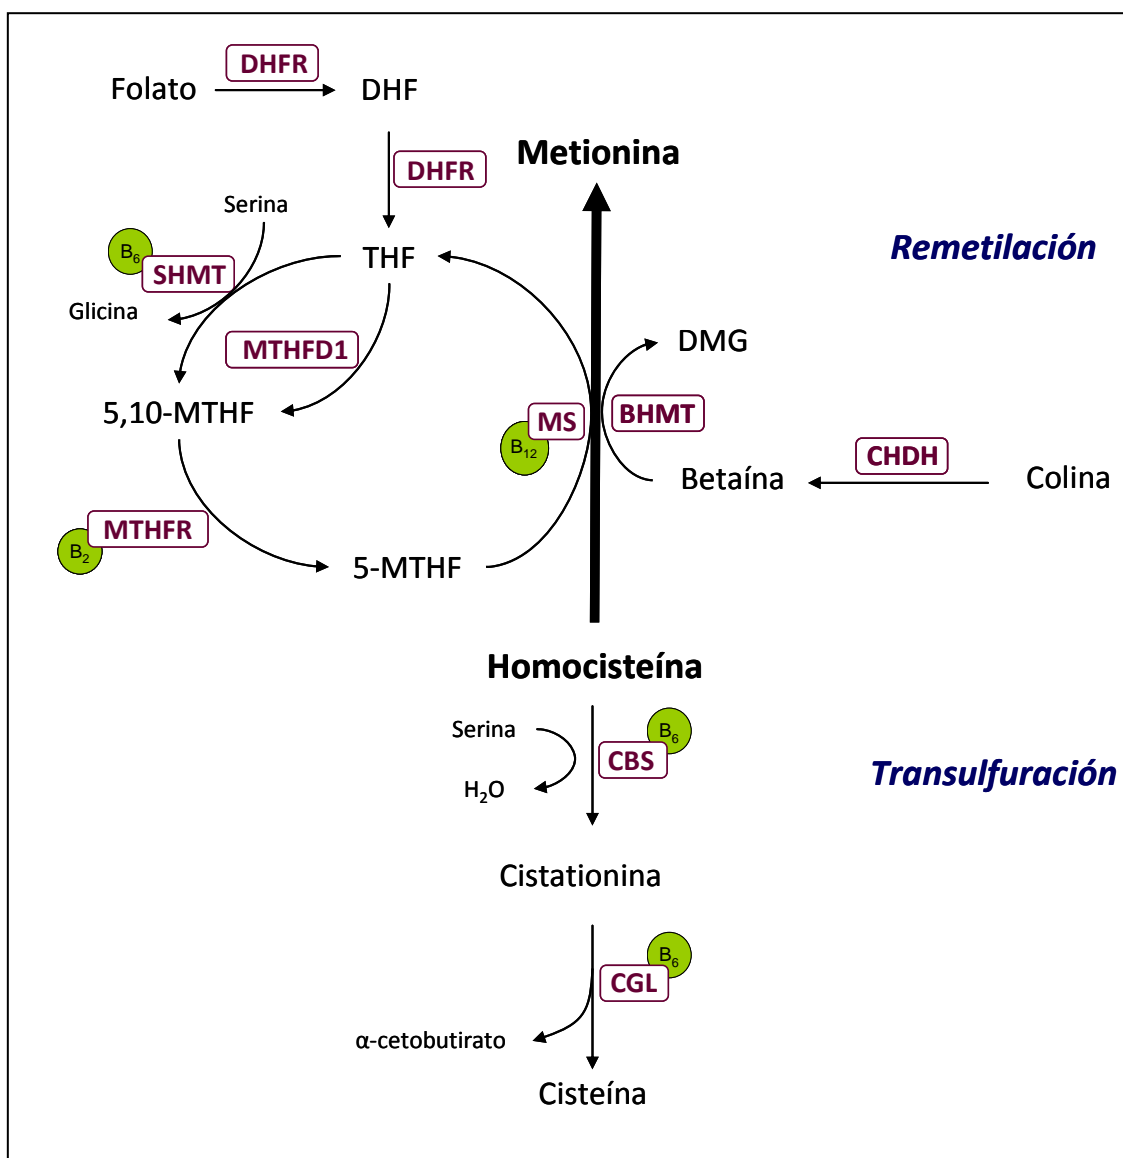 DHFR
Folato
DHF
Metionina
DHFR
Serina
B6
SHMT
THF
Remetilación
Glicina
MTHFD1
DMG
5,10-MTHF
MS
BHMT
B12
CHDH
Betaína
Colina
MTHFR
B2
5-MTHF
Homocisteína
Serina
B6
CBS
H2O
Transulfuración
Cistationina
B6
CGL
α-cetobutirato
Cisteína